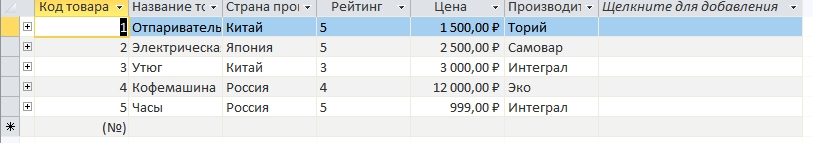 Код товара Название то Страна прои Рейтинг Цена Производит Щелкните для добавления
1 Отпариватель Китай 5 1 500,00 ₽ Торий
2 Электрическа Япония 5 2 500,00 ₽ Самовар
3 Утюг Китай 3 3 000,00 ₽ Интеграл
4 Кофемашина Россия 4 12 000,00 ₽ Эко
5 Часы Россия 5 999,00 ₽ Интеграл
(№)